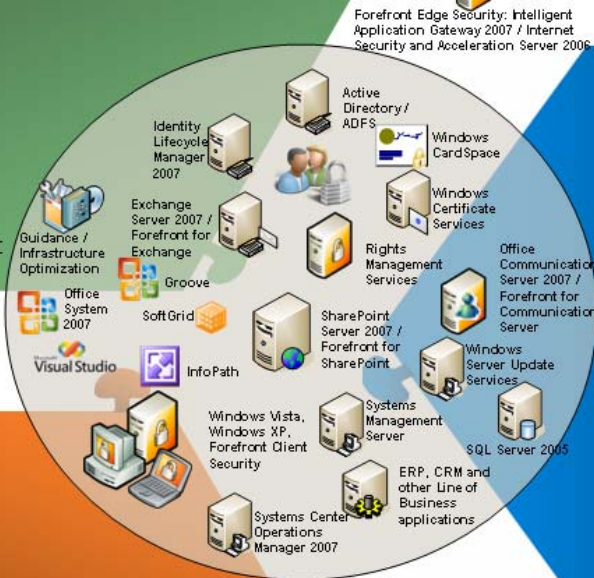 Forefront Edge Security: Intelligent
Application Gateway 2007 / Internet
Security and Acceleration Server 2006
Active
Directory /
ADFS
Identity
Lifecycle
Manager
2007
Windows
CardSpace
Exchange
Server 2007 /
Forefront for
Exchange
Windows
Certificate
Services
Guidance /
Infrastructure
Optimization
Rights
Management
Services
Office
Communication
Server 2007 /
Forefront for
Communication
Server
Groove
Office
System
2007
SoftGrid
SharePoint
Server 2007 /
Forefront for
SharePoint
Microsoft
Visual Studio
InfoPath
Windows
Server Update
Services
Windows Vista,
Windows XP,
Forefront Client
Security
Systems
Management
Server
SQL Server 2005
ERP, CRM and
other Line of
Business
applications
Systems Center
Operations
Manager 2007